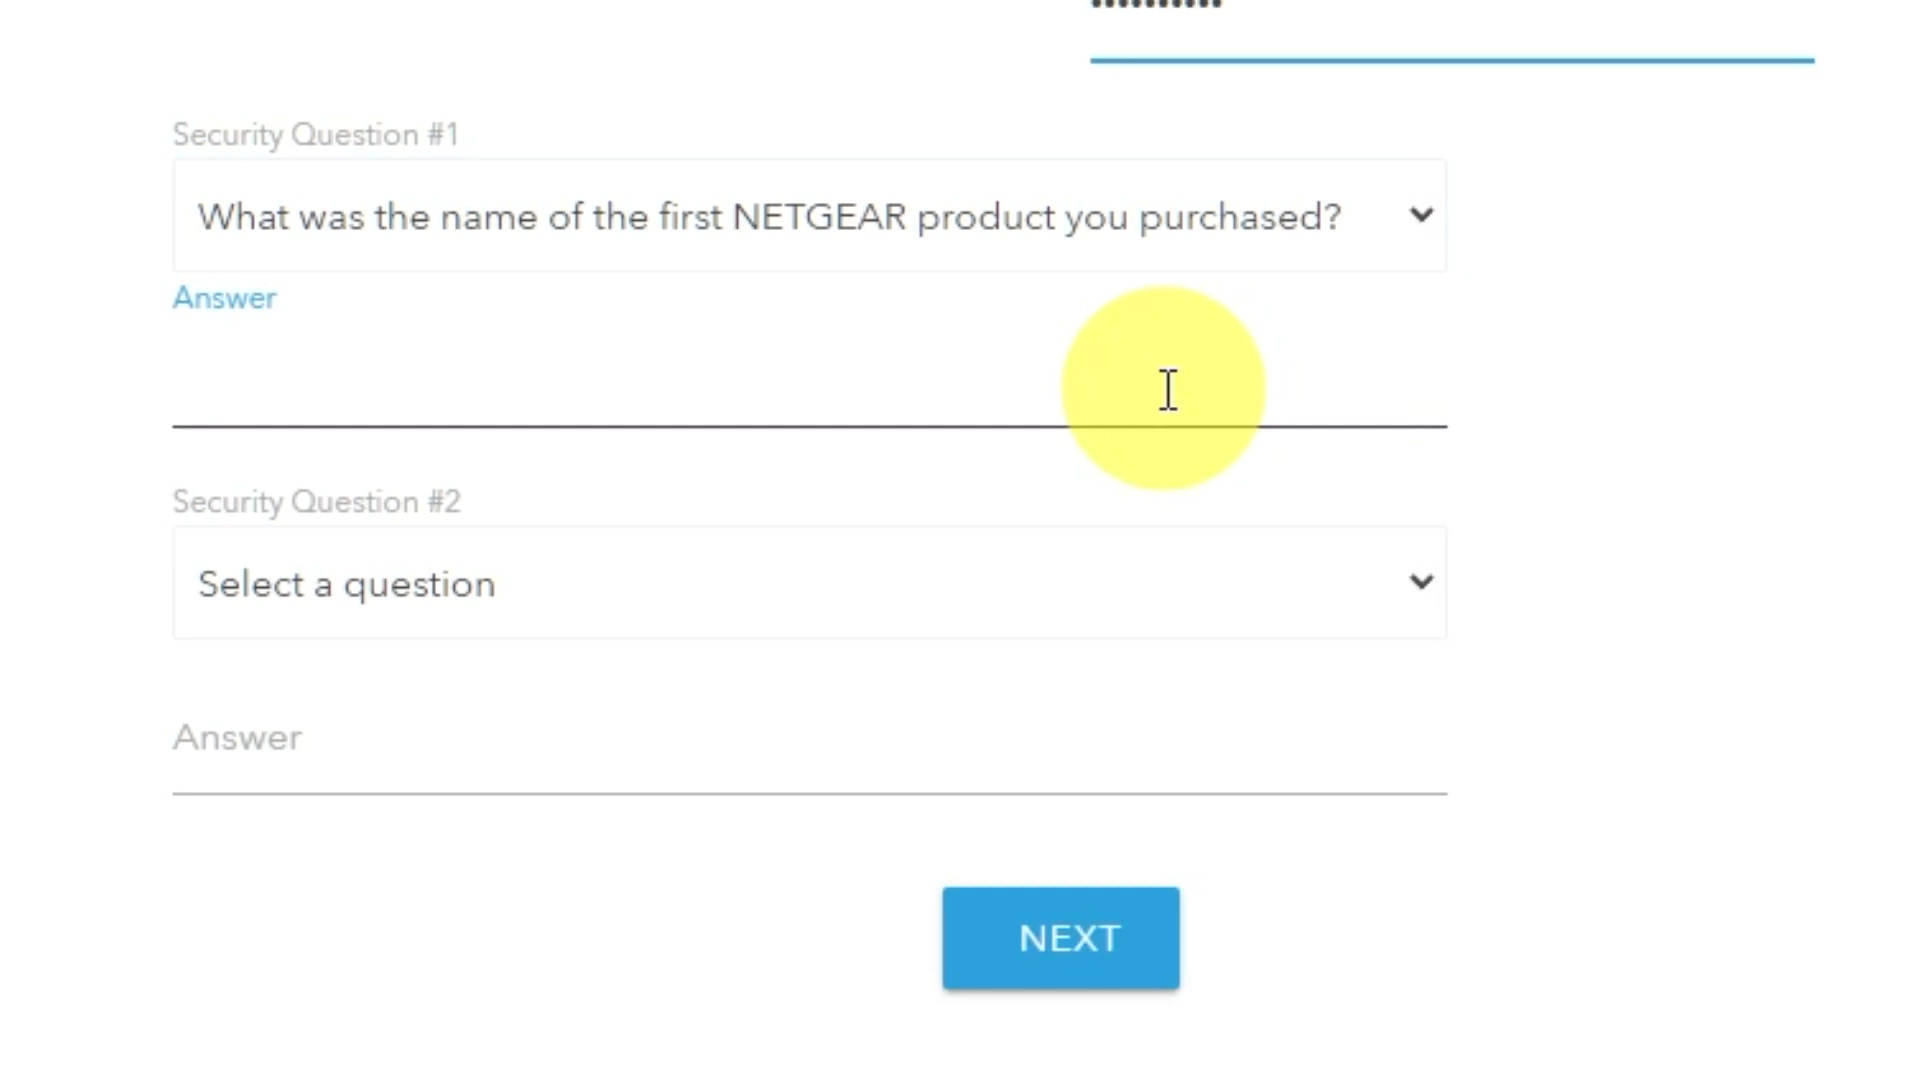 Security Question #1
What was the name of the first NETGEAR product you purchased?
Answer
Security Question #2
Select a question
Answer
NEXT